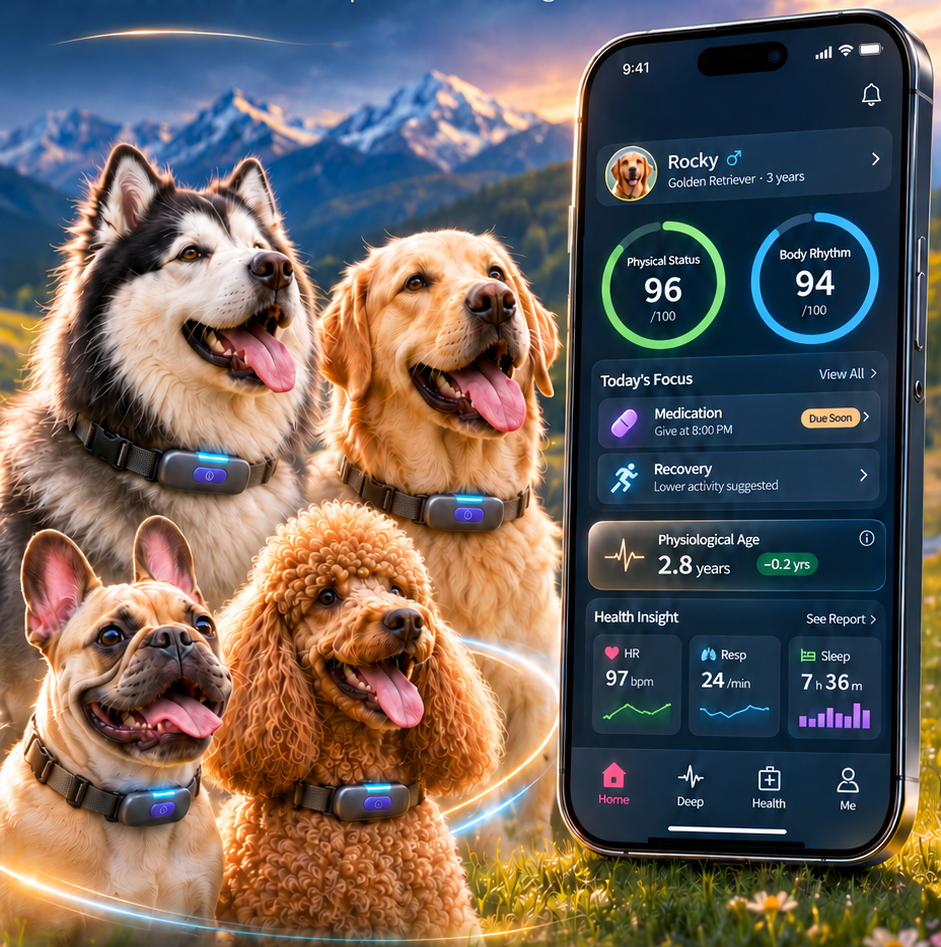 9:41
Rocky ♂
Golden Retriever · 3 years
Physical Status
96
/100
Body Rhythm
94
/100
Today's Focus
View All >
Medication
Give at 8:00 PM
Due Soon
Recovery
Lower activity suggested
Physiological Age
2.8 years
−0.2 yrs
Health Insight
See Report >
HR
97 bpm
Resp
24 /min
Sleep
7 h 36 m
Home
Deep
Health
Me